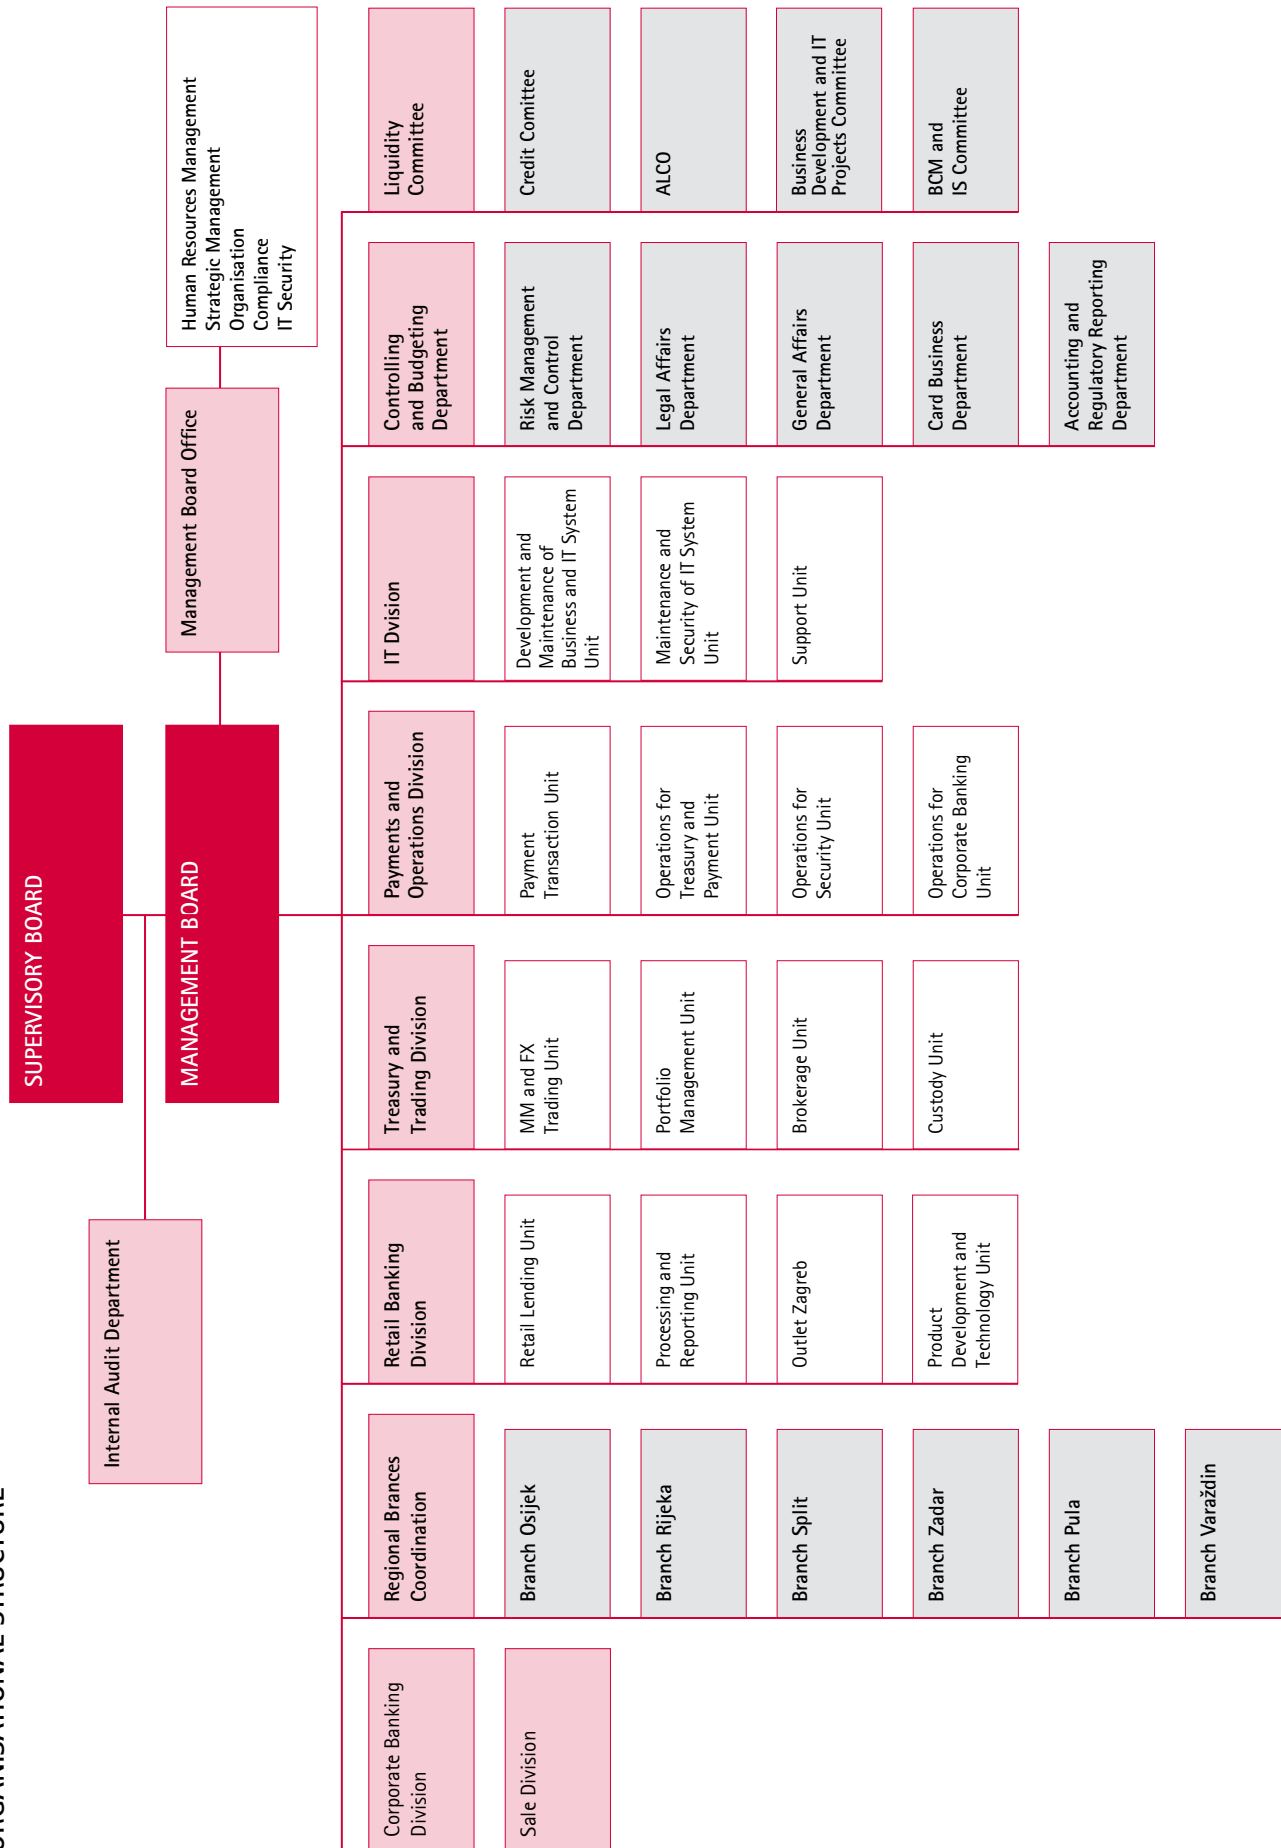 ORGANISATIONAL STRUCTURE
SUPERVISORY BOARD
Internal Audit Department
MANAGEMENT BOARD
Management Board Office
Human Resources Management
Strategic Management
Organisation
Compliance
IT Security
Corporate Banking
Division
Sale Division
Regional Brances
Coordination
Branch Osijek
Branch Rijeka
Branch Split
Branch Zadar
Branch Pula
Branch Varaždin
Retail Banking
Division
Retail Lending Unit
Processing and
Reporting Unit
Outlet Zagreb
Product
Development and
Technology Unit
Treasury and
Trading Division
MM and FX
Trading Unit
Portfolio
Management Unit
Brokerage Unit
Custody Unit
Payments and
Operations Division
Payment
Transaction Unit
Operations for
Treasury and
Payment Unit
Operations for
Security Unit
Operations for
Corporate Banking
Unit
IT Dvision
Development and
Maintenance of
Business and IT System
Unit
Maintenance and
Security of IT System
Unit
Support Unit
Controlling
and Budgeting
Department
Risk Management
and Control
Department
Legal Affairs
Department
General Affairs
Department
Card Business
Department
Accounting and
Regulatory Reporting
Department
Liquidity
Committee
Credit Comittee
ALCO
Business
Development and IT
Projects Committee
BCM and
IS Committee